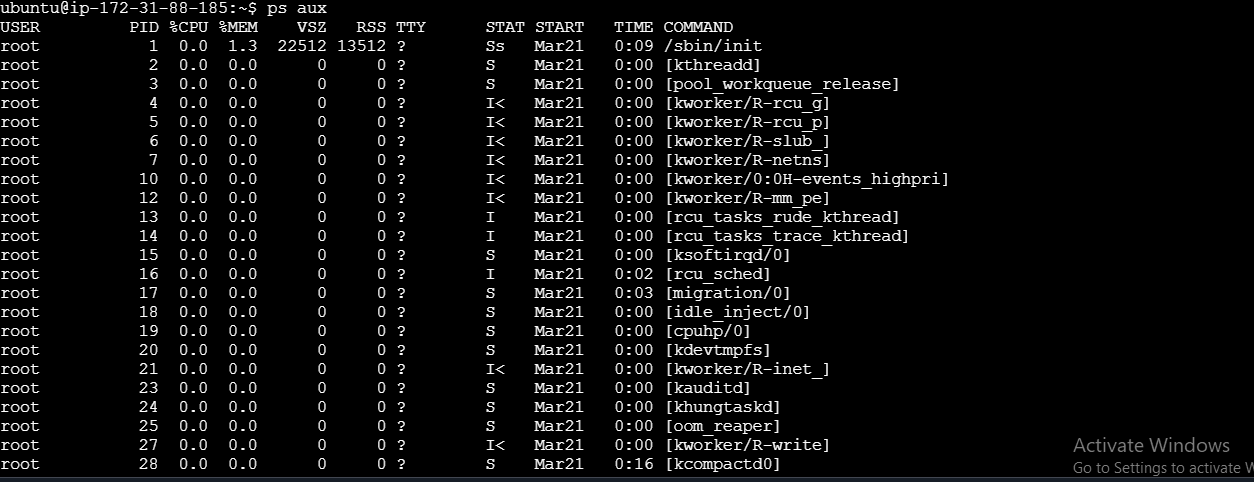 ubuntu@ip-172-31-88-185:~$ ps aux
USER         PID %CPU %MEM    VSZ   RSS TTY      STAT START   TIME COMMAND
root           1  0.0  1.3  22512 13512 ?        Ss   Mar21   0:09 /sbin/init
root           2  0.0  0.0      0     0 ?        S    Mar21   0:00 [kthreadd]
root           3  0.0  0.0      0     0 ?        S    Mar21   0:00 [pool_workqueue_release]
root           4  0.0  0.0      0     0 ?        I<   Mar21   0:00 [kworker/R-rcu_g]
root           5  0.0  0.0      0     0 ?        I<   Mar21   0:00 [kworker/R-rcu_p]
root           6  0.0  0.0      0     0 ?        I<   Mar21   0:00 [kworker/R-slub_]
root           7  0.0  0.0      0     0 ?        I<   Mar21   0:00 [kworker/R-netns]
root          10  0.0  0.0      0     0 ?        I<   Mar21   0:00 [kworker/0:0H-events_highpri]
root          12  0.0  0.0      0     0 ?        I<   Mar21   0:00 [kworker/R-mm_pe]
root          13  0.0  0.0      0     0 ?        I    Mar21   0:00 [rcu_tasks_rude_kthread]
root          14  0.0  0.0      0     0 ?        I    Mar21   0:00 [rcu_tasks_trace_kthread]
root          15  0.0  0.0      0     0 ?        S    Mar21   0:00 [ksoftirqd/0]
root          16  0.0  0.0      0     0 ?        I    Mar21   0:02 [rcu_sched]
root          17  0.0  0.0      0     0 ?        S    Mar21   0:03 [migration/0]
root          18  0.0  0.0      0     0 ?        S    Mar21   0:00 [idle_inject/0]
root          19  0.0  0.0      0     0 ?        S    Mar21   0:00 [cpuhp/0]
root          20  0.0  0.0      0     0 ?        S    Mar21   0:00 [kdevtmpfs]
root          21  0.0  0.0      0     0 ?        I<   Mar21   0:00 [kworker/R-inet_]
root          23  0.0  0.0      0     0 ?        S    Mar21   0:00 [kauditd]
root          24  0.0  0.0      0     0 ?        S    Mar21   0:00 [khungtaskd]
root          25  0.0  0.0      0     0 ?        S    Mar21   0:00 [oom_reaper]
root          27  0.0  0.0      0     0 ?        I<   Mar21   0:00 [kworker/R-write]
root          28  0.0  0.0      0     0 ?        S    Mar21   0:16 [kcompactd0]
Activate Windows
Go to Settings to activate W